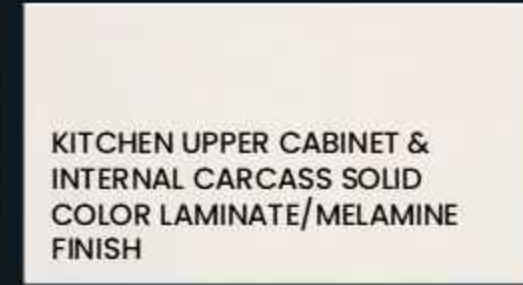 KITCHEN UPPER CABINET &
INTERNAL CARCASS SOLID
COLOR LAMINATE/MELAMINE
FINISH